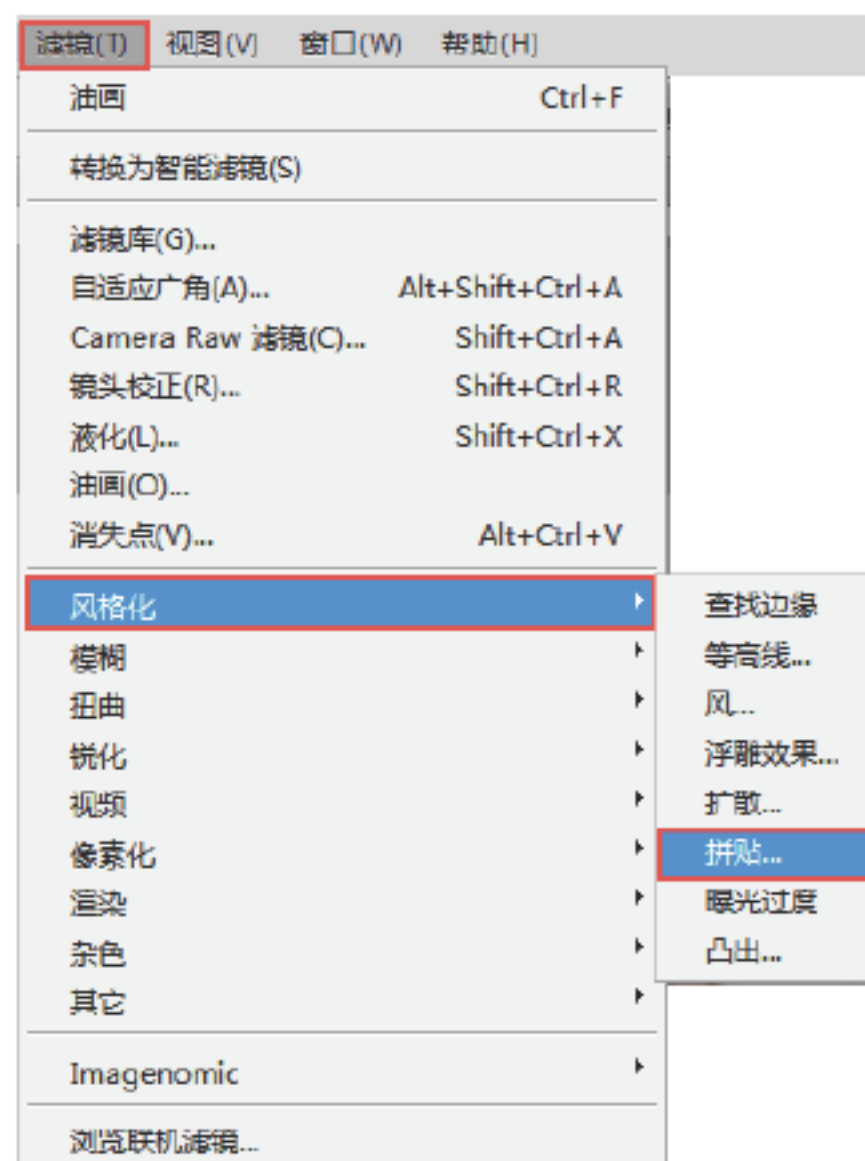 滤镜(T) 视图(V) 窗口(W) 帮助(H)
油画 Ctrl+F
转换为智能滤镜(S)
滤镜库(G)...
自适应广角(A)... Alt+Shift+Ctrl+A
Camera Raw 滤镜(C)... Shift+Ctrl+A
镜头校正(R)... Shift+Ctrl+R
液化(L)... Shift+Ctrl+X
油画(O)...
消失点(V)... Alt+Ctrl+V
风格化 查找边缘
模糊 等高线...
扭曲 风...
锐化 浮雕效果...
视频 扩散...
像素化 拼贴...
渲染 曝光过度
杂色 凸出...
其它
Imagenomic
浏览联机滤镜...